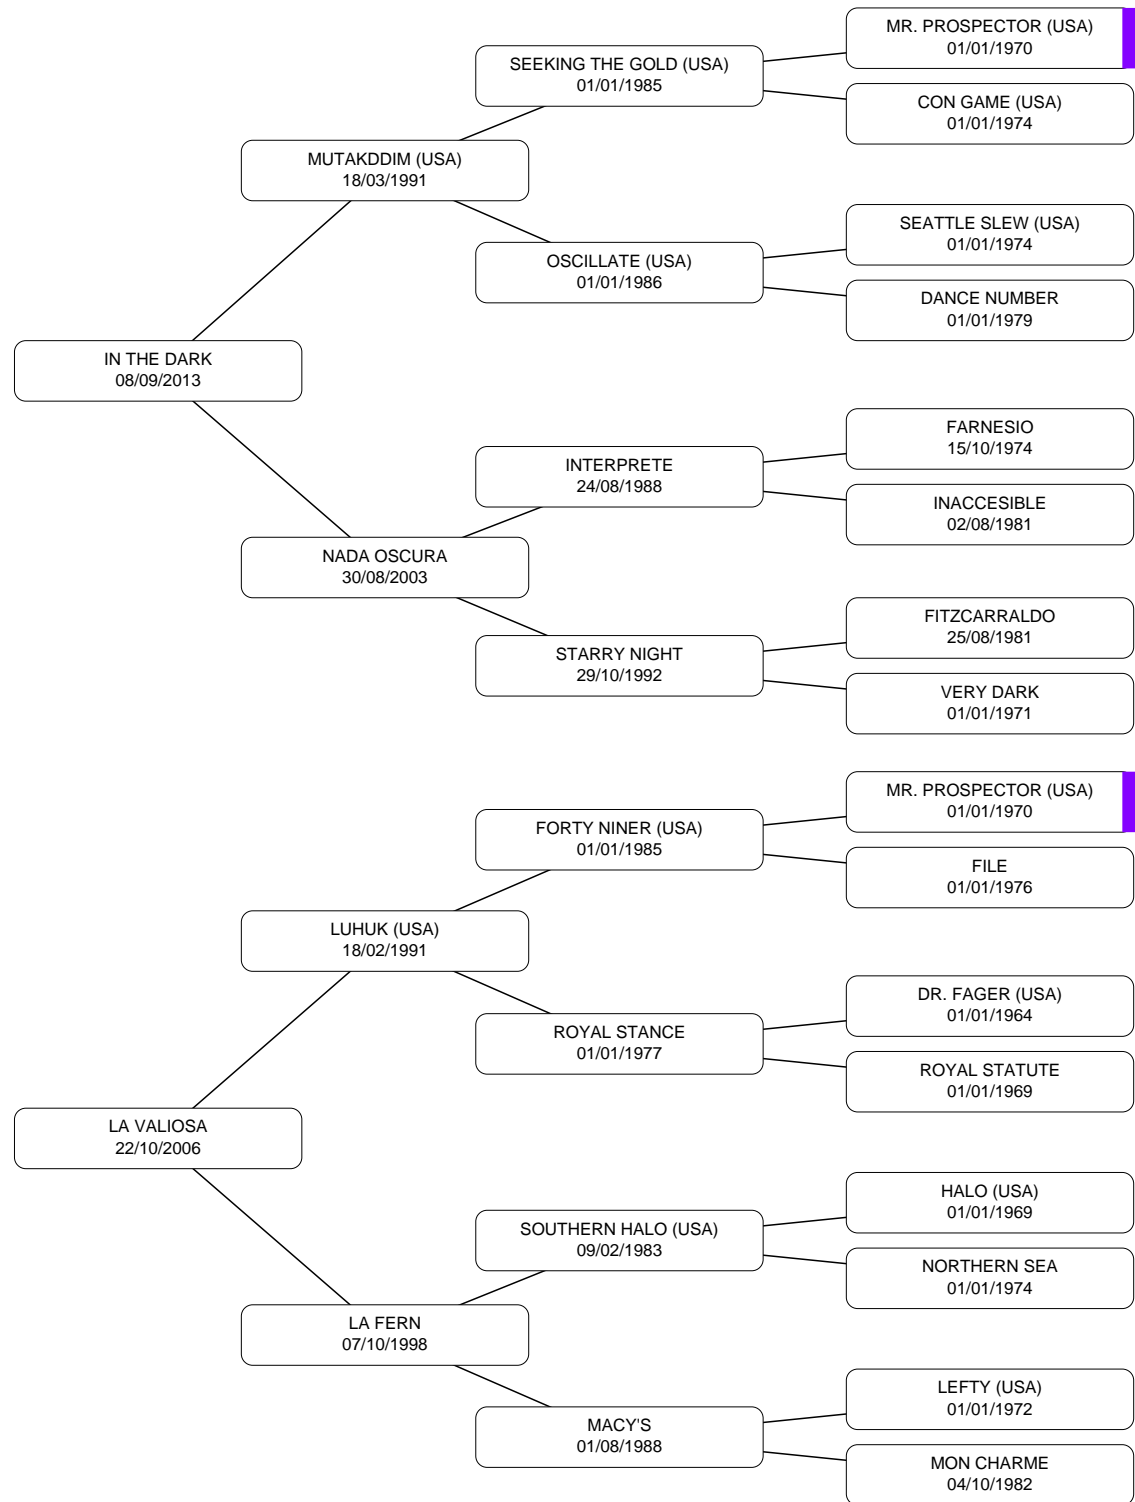 MR. PROSPECTOR (USA)
01/01/1970
SEEKING THE GOLD (USA)
01/01/1985
CON GAME (USA)
01/01/1974
MUTAKDDIM (USA)
18/03/1991
SEATTLE SLEW (USA)
01/01/1974
OSCILLATE (USA)
01/01/1986
DANCE NUMBER
01/01/1979
IN THE DARK
08/09/2013
FARNESIO
15/10/1974
INTERPRETE
24/08/1988
INACCESIBLE
02/08/1981
NADA OSCURA
30/08/2003
FITZCARRALDO
25/08/1981
STARRY NIGHT
29/10/1992
VERY DARK
01/01/1971
MR. PROSPECTOR (USA)
01/01/1970
FORTY NINER (USA)
01/01/1985
FILE
01/01/1976
LUHUK (USA)
18/02/1991
DR. FAGER (USA)
01/01/1964
ROYAL STANCE
01/01/1977
ROYAL STATUTE
01/01/1969
LA VALIOSA
22/10/2006
HALO (USA)
01/01/1969
SOUTHERN HALO (USA)
09/02/1983
NORTHERN SEA
01/01/1974
LA FERN
07/10/1998
LEFTY (USA)
01/01/1972
MACY'S
01/08/1988
MON CHARME
04/10/1982